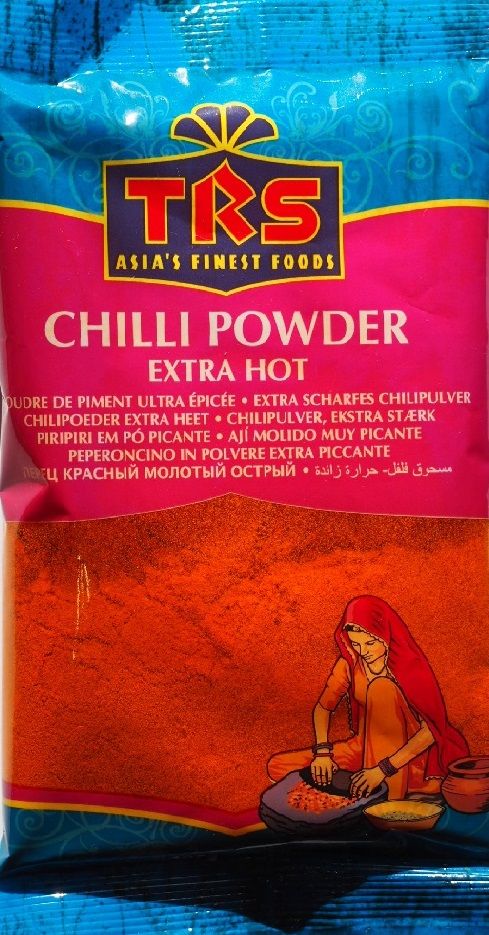 TRS
ASIA'S FINEST FOODS
CHILLI POWDER
EXTRA HOT
OUDRE DE PIMENT ULTRA ÉPICÉE • EXTRA SCHARFES CHILIPULVER
CHILIPOEDER EXTRA HEET • CHILIPULVER, EKSTRA STÆRK
PIRIPIRI EM PÓ PICANTE • AJÍ MOLIDO MUY PICANTE
PEPERONCINO IN POLVERE EXTRA PICCANTE
ПЕРЕЦ КРАСНЫЙ МОЛОТЫЙ ОСТРЫЙ • مسحوق فلفل- حرارة زائدة